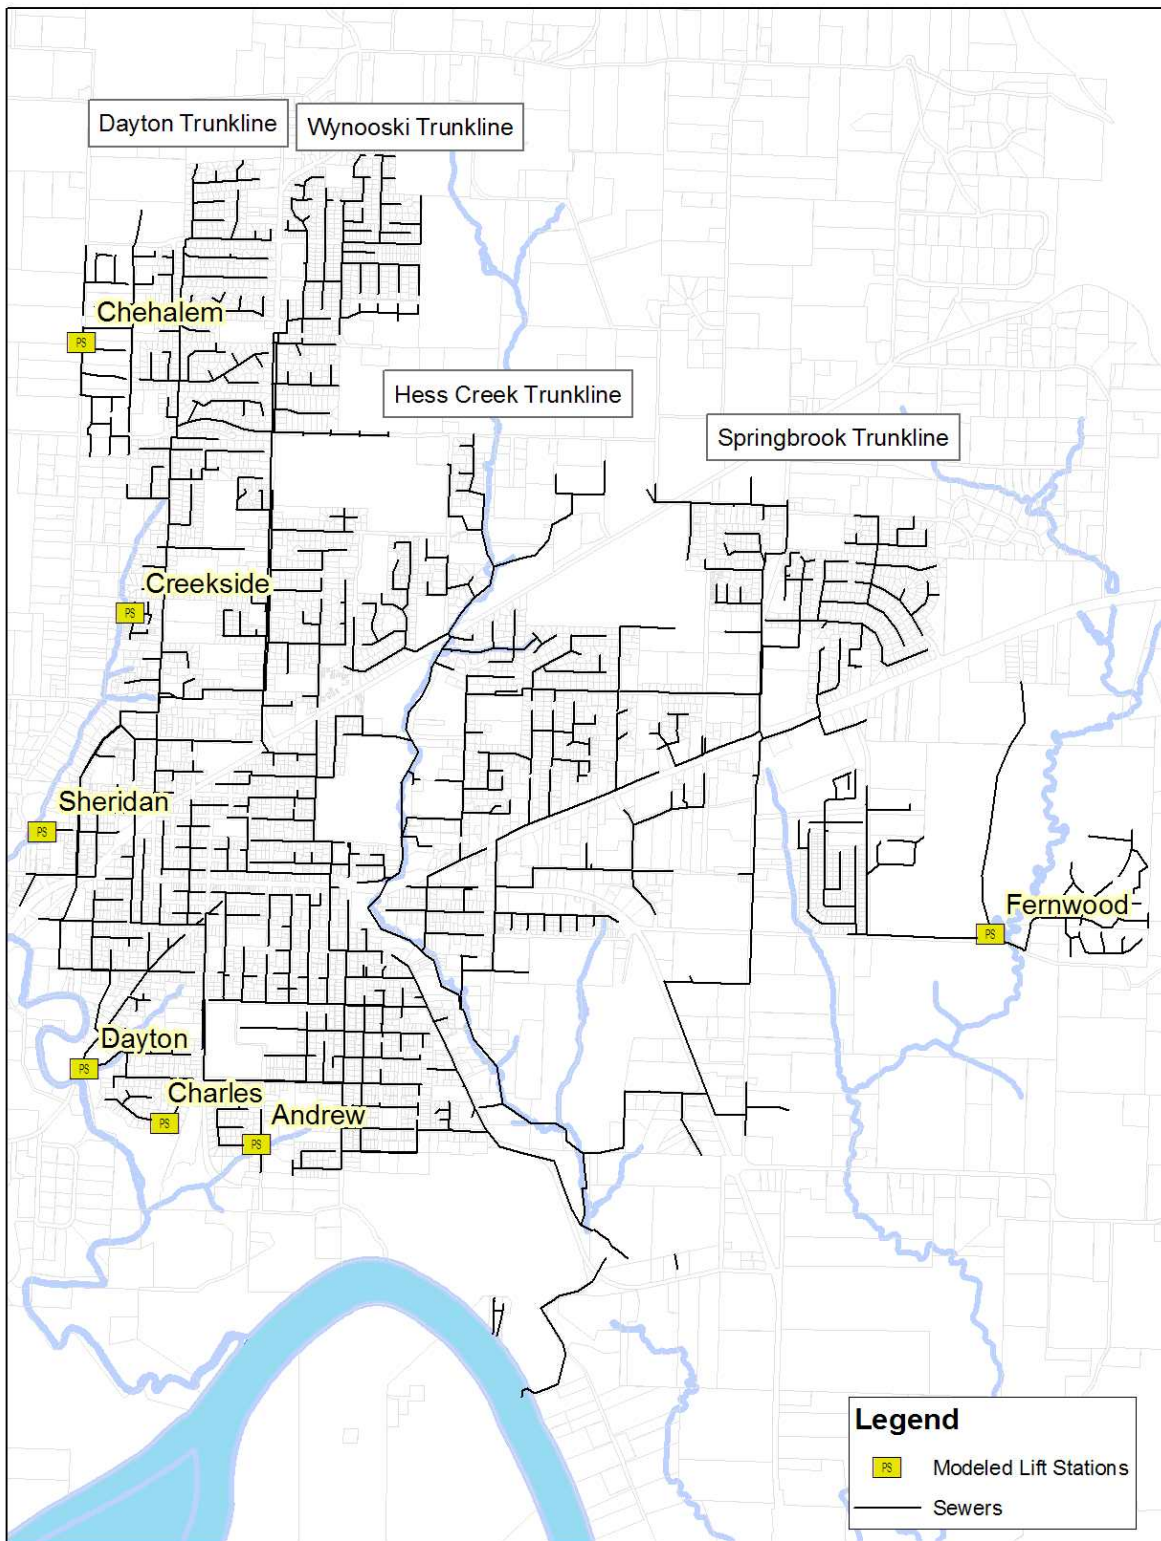 Dayton Trunkline
Wynooski Trunkline
Chehalem
PS
Hess Creek Trunkline
Springbrook Trunkline
Creekside
PS
Sheridan
PS
Fernwood
PS
Dayton
PS
Charles
PS
Andrew
PS
Legend
PS Modeled Lift Stations
Sewers